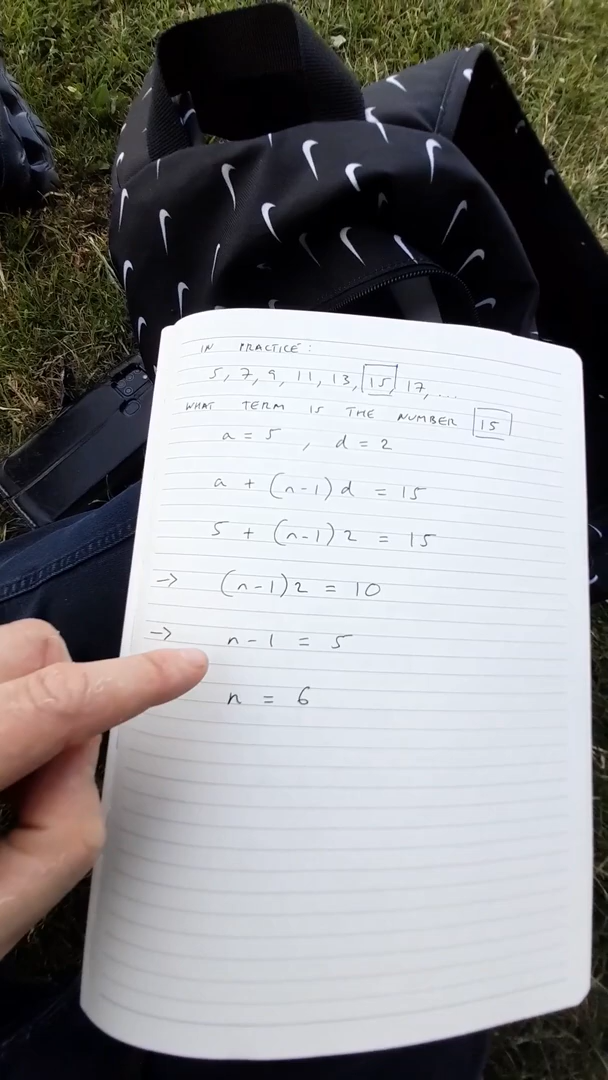 IN PRACTICE:
5, 7, 9, 11, 13, 15, 17, ....
WHAT TERM IS THE NUMBER 15
a = 5 , d = 2
a + (n-1) d = 15
5 + (n-1) 2 = 15
-> (n-1) 2 = 10
-> n - 1 = 5
n = 6